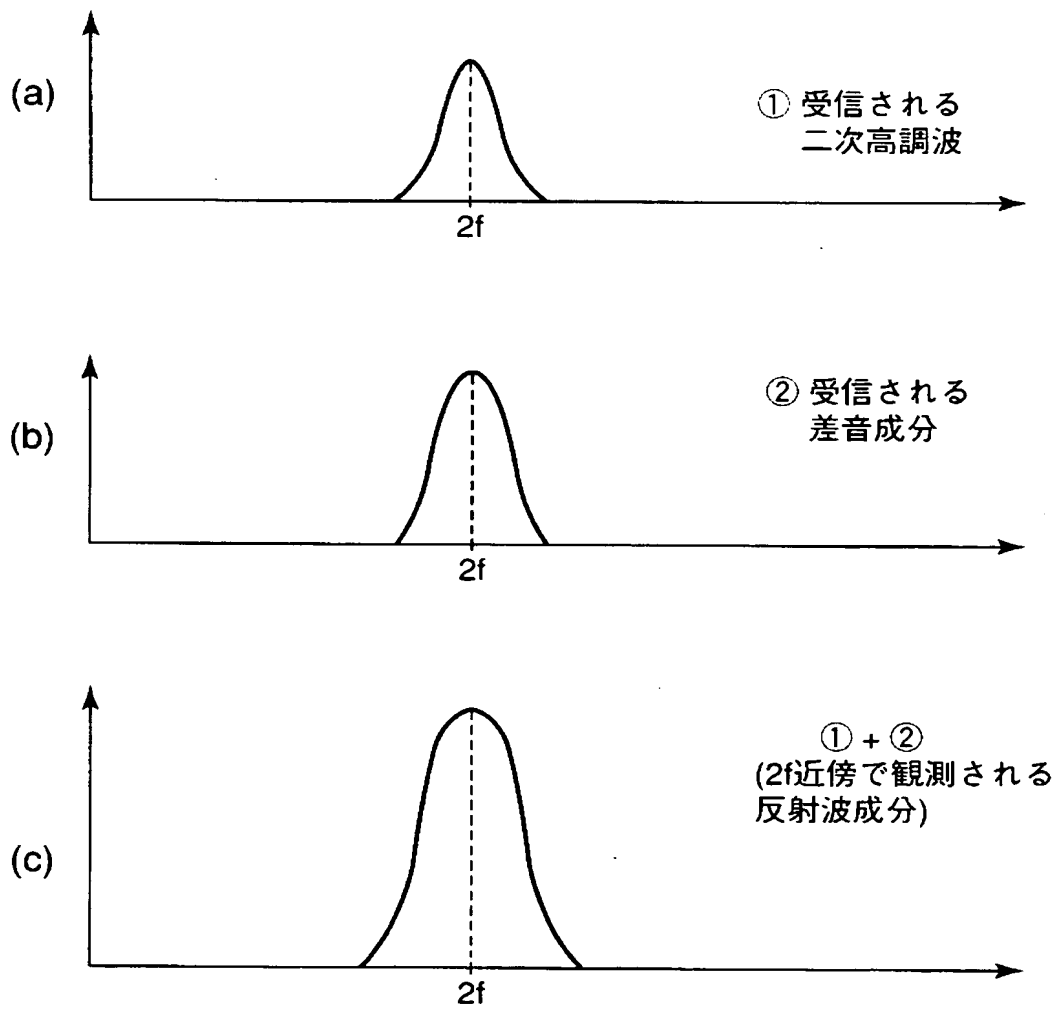 (a)
① 受信される
二次高調波
2f
(b)
② 受信される
差音成分
2f
(c)
① + ②
(2f近傍で観測される
反射波成分)
2f